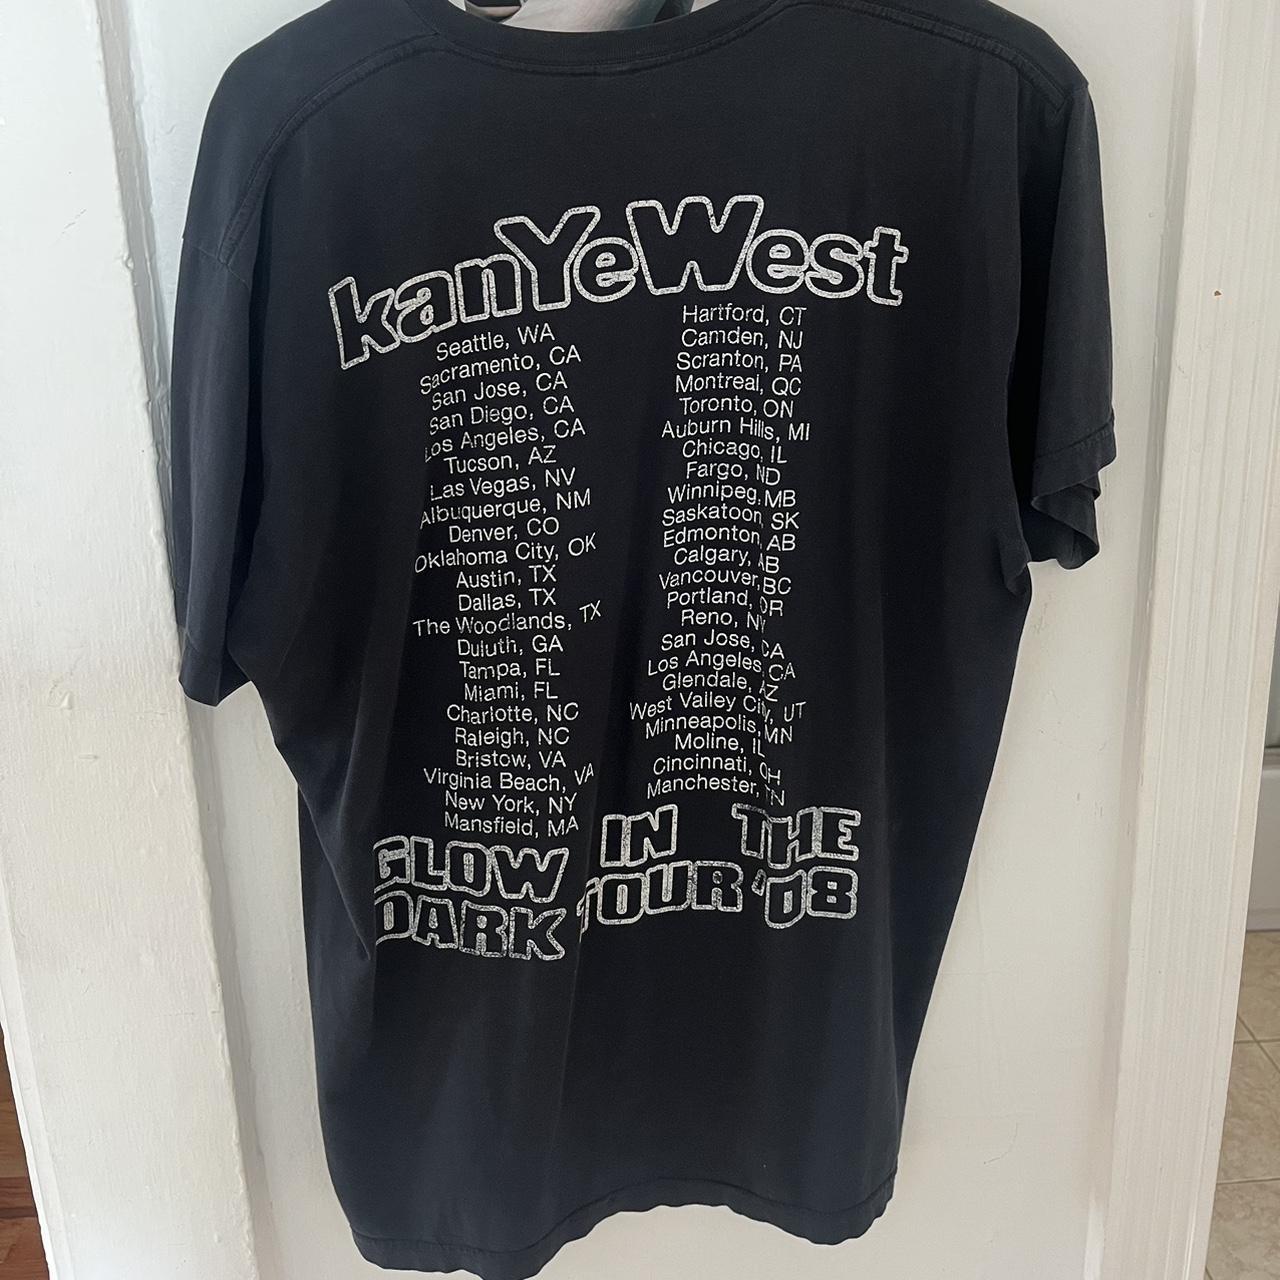 kanYeWest
Seattle, WA
Sacramento, CA
San Jose, CA
San Diego, CA
Los Angeles, CA
Tucson, AZ
Las Vegas, NV
Albuquerque, NM
Denver, CO
Oklahoma City, OK
Austin, TX
Dallas, TX
The Woodlands, TX
Duluth, GA
Tampa, FL
Miami, FL
Charlotte, NC
Raleigh, NC
Bristow, VA
Virginia Beach, VA
New York, NY
Mansfield, MA
Hartford, CT
Camden, NJ
Scranton, PA
Montreal, QC
Toronto, ON
Auburn Hills, MI
Chicago, IL
Fargo, ND
Winnipeg, MB
Saskatoon, SK
Edmonton, AB
Calgary, AB
Vancouver, BC
Portland, OR
Reno, NV
San Jose, CA
Los Angeles, CA
Glendale, AZ
West Valley City, UT
Minneapolis, MN
Moline, IL
Cincinnati, OH
Manchester, TN
GLOW IN THE
DARK TOUR '08